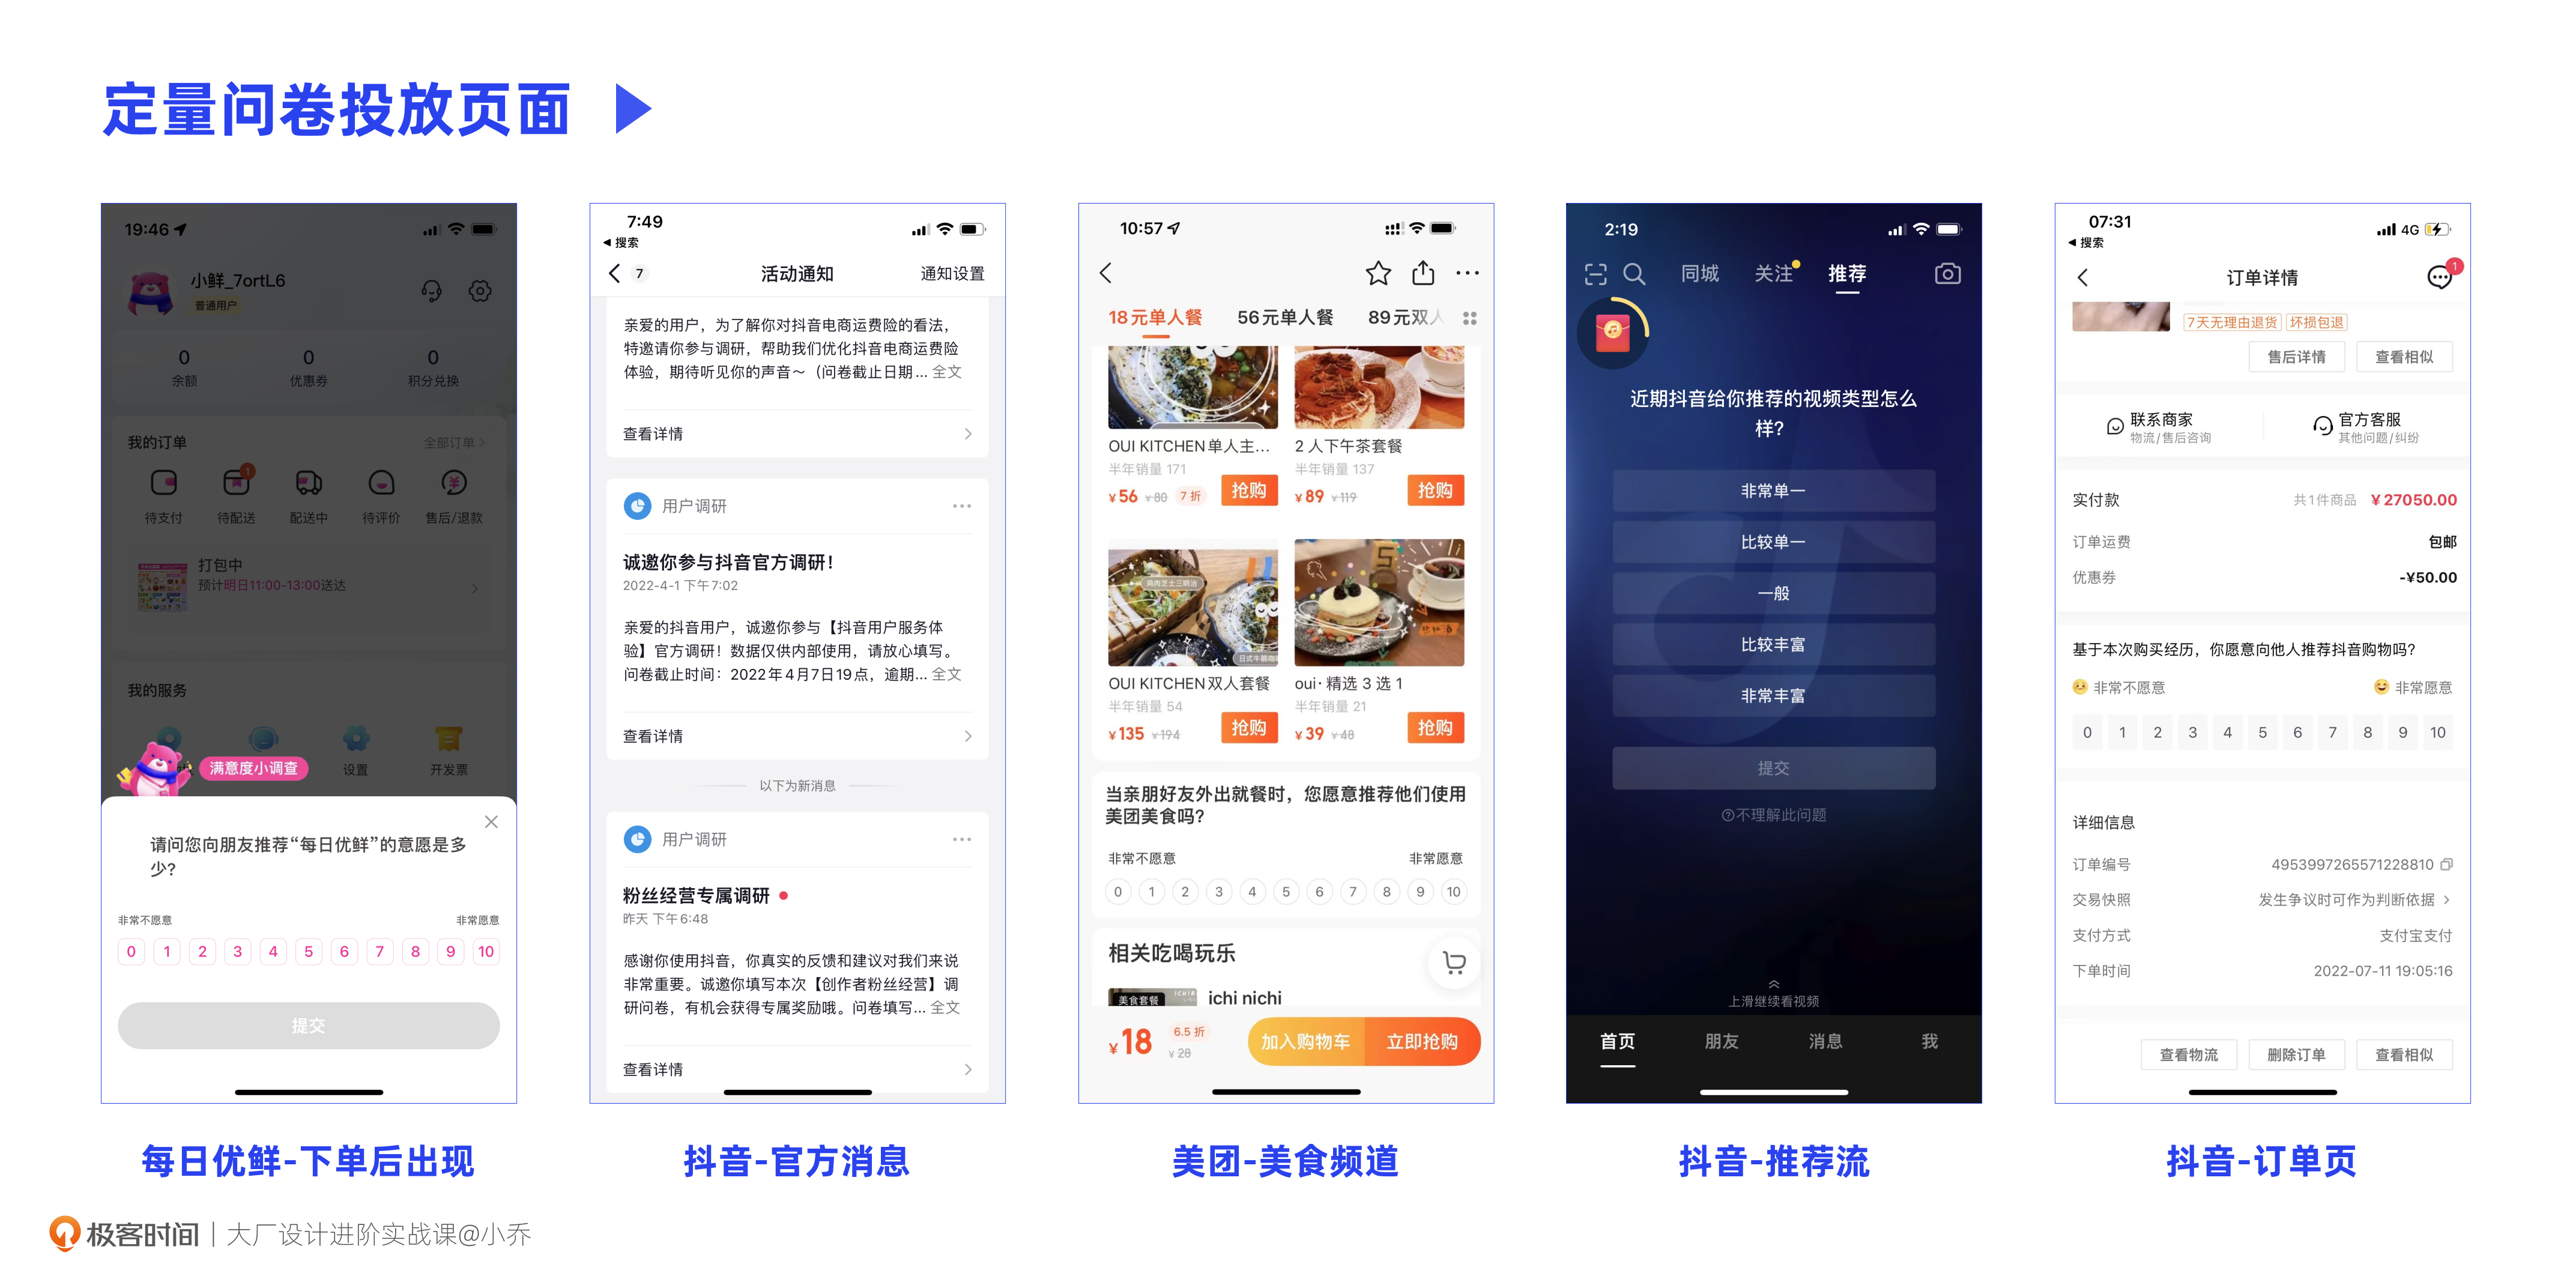 定量问卷投放页面
19:46
小鲜_7ortL6
普通用户
0 0 0
余额 优惠券 积分兑换
我的订单 全部订单
1
待支付 待配送 配送中 待评价 售后/退款
打包中
预计明日11:00-13:00送达
我的服务
满意度小调查 设置 开发票
请问您向朋友推荐“每日优鲜”的意愿是多
少?
非常不愿意 非常愿意
0 1 2 3 4 5 6 7 8 9 10
提交
每日优鲜-下单后出现
7:49
搜索
7 活动通知 通知设置
亲爱的用户，为了解你对抖音电商运费险的看法，
特邀请你参与调研，帮助我们优化抖音电商运费险
体验，期待听见你的声音～（问卷截止日期... 全文
查看详情
用户调研
诚邀你参与抖音官方调研！
2022-4-1 下午7:02
亲爱的抖音用户，诚邀你参与【抖音用户服务体
验】官方调研！数据仅供内部使用，请放心填写。
问卷截止时间：2022年4月7日19点，逾期... 全文
查看详情
以下为新消息
用户调研
粉丝经营专属调研
昨天 下午6:48
感谢你使用抖音，你真实的反馈和建议对我们来说
非常重要。诚邀你填写本次【创作者粉丝经营】调
研问卷，有机会获得专属奖励哦。问卷填写... 全文
查看详情
抖音-官方消息
10:57
18元单人餐 56元单人餐 89元双人
OUI KITCHEN单人主... 2人下午茶套餐
半年销量 171 半年销量 137
¥56 ¥80 7折 抢购 ¥89 ¥119 抢购
鸡肉芝士三明治
OUI KITCHEN双人套餐 oui·精选 3 选 1
半年销量 54 半年销量 21
¥135 ¥194 抢购 ¥39 ¥48 抢购
当亲朋好友外出就餐时，您愿意推荐他们使用
美团美食吗?
非常不愿意 非常愿意
0 1 2 3 4 5 6 7 8 9 10
相关吃喝玩乐
美食套餐 ichi nichi
¥18 6.5折 ¥28 加入购物车 立即抢购
美团-美食频道
2:19
同城 关注 推荐
近期抖音给你推荐的视频类型怎么
样?
非常单一
比较单一
一般
比较丰富
非常丰富
提交
不理解此问题
上滑继续看视频
首页 朋友 消息 我
抖音-推荐流
07:31 4G
搜索
订单详情 1
7天无理由退货 坏损包退
售后详情 查看相似
联系商家 官方客服
物流/售后咨询 其他问题/纠纷
实付款 共1件商品 ¥27050.00
订单运费 包邮
优惠券 -¥50.00
基于本次购买经历，你愿意向他人推荐抖音购物吗?
非常不愿意 非常愿意
0 1 2 3 4 5 6 7 8 9 10
详细信息
订单编号 4953997265571228810
交易快照 发生争议时可作为判断依据
支付方式 支付宝支付
下单时间 2022-07-11 19:05:16
查看物流 删除订单 查看相似
抖音-订单页
极客时间 | 大厂设计进阶实战课@小乔